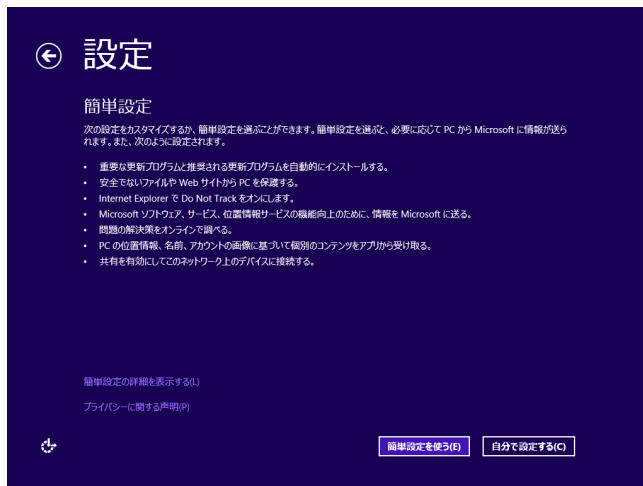 設定
簡単設定
次の設定をカスタマイズするか、簡単設定を選ぶことができます。簡単設定を選ぶと、必要に応じて PC から Microsoft に情報が送ら
れます。また、次のように設定されます。
• 重要な更新プログラムと推奨される更新プログラムを自動的にインストールする。
• 安全でないファイルや Web サイトから PC を保護する。
• Internet Explorer で Do Not Track をオンにします。
• Microsoft ソフトウェア、サービス、位置情報サービスの機能向上のために、情報を Microsoft に送る。
• 問題の解決策をオンラインで調べる。
• PC の位置情報、名前、アカウントの画像に基づいて個別のコンテンツをアプリから受け取る。
• 共有を有効にしてこのネットワーク上のデバイスに接続する。
簡単設定の詳細を表示する(L)
プライバシーに関する声明(P)
簡単設定を使う(E) 自分で設定する(C)